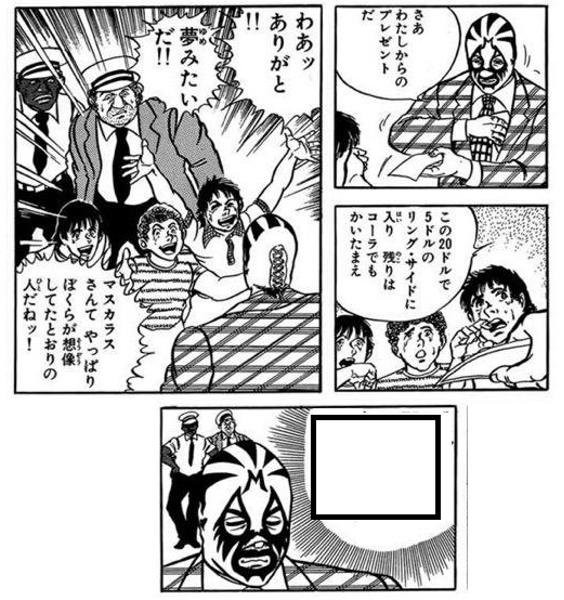 さあ
わたしからの
プレゼント
だ
この20ドルで
5ドルの
リング・サイドに
入り 残りは
コーラでも
かいたまえ
わあッ
ありがと
!!
夢みたい
だ!!
マスカラス
さんて やっぱり
ぼくらが想像
してたとおりの
人だねッ!